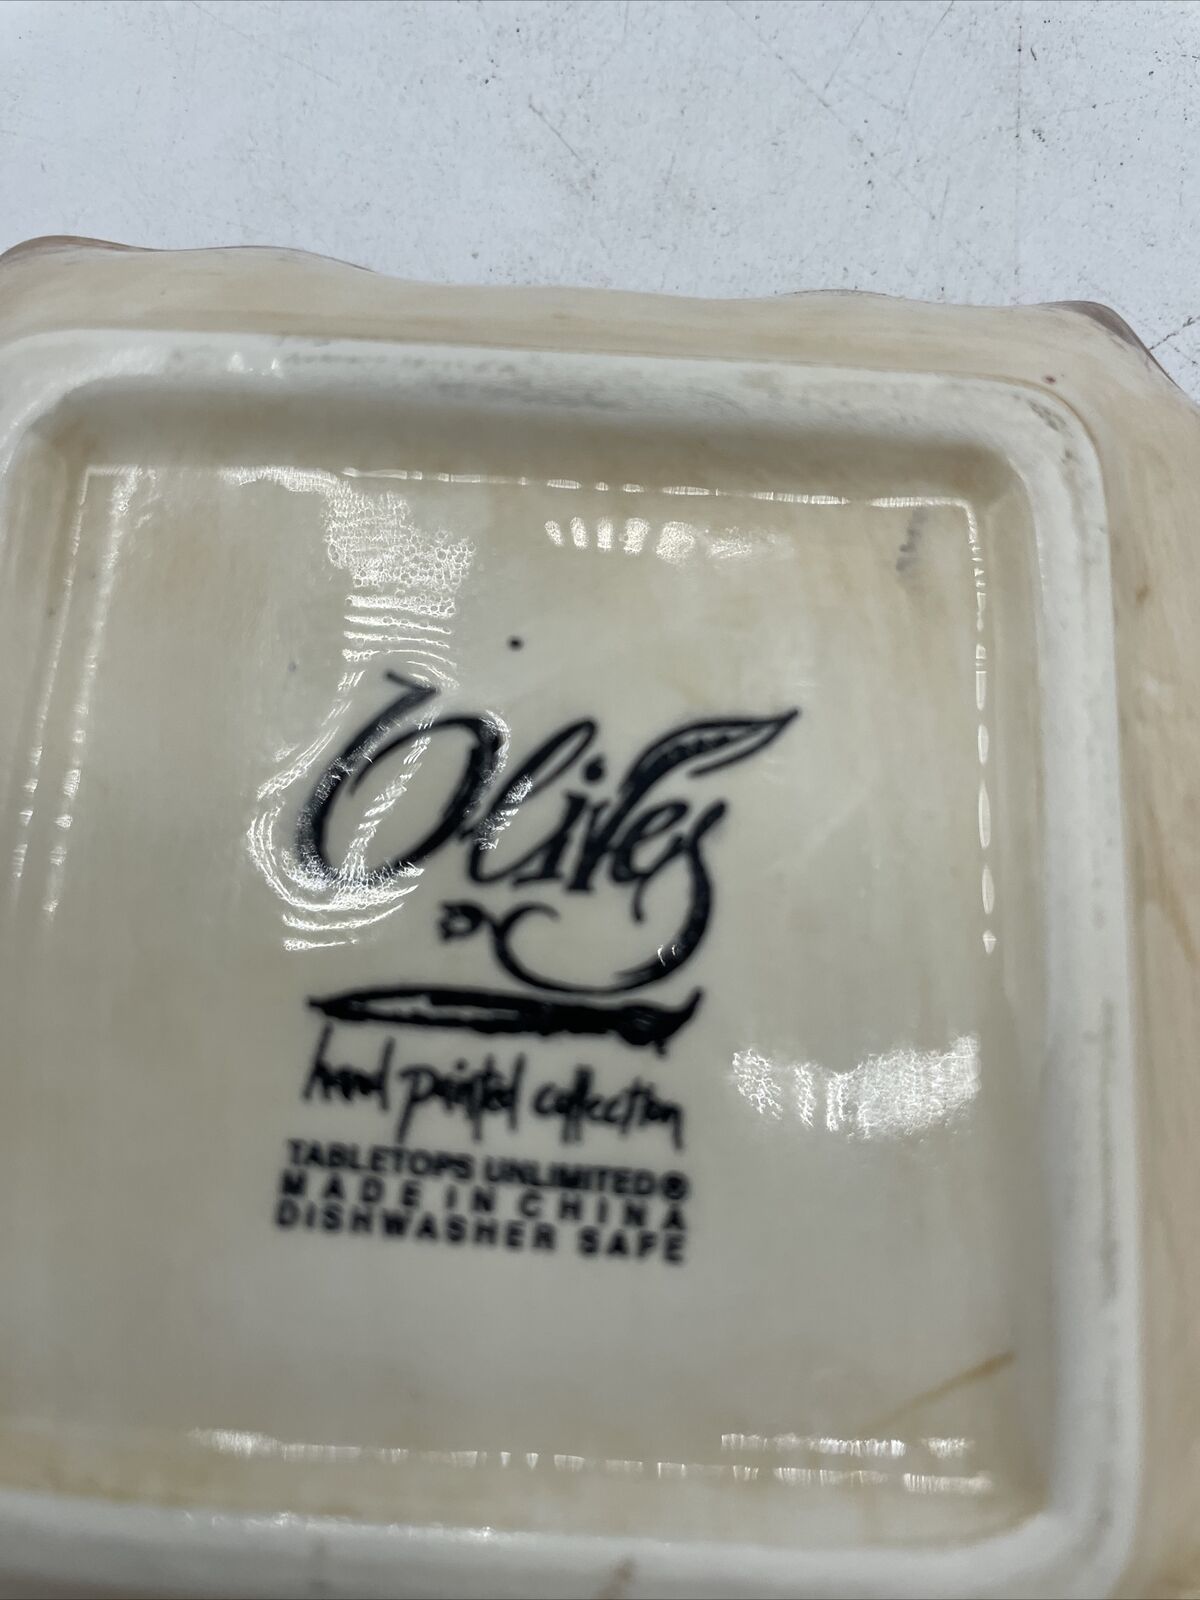 Olives
hand painted collection
TABLETOPS UNLIMITED®
MADE IN CHINA
DISHWASHER SAFE